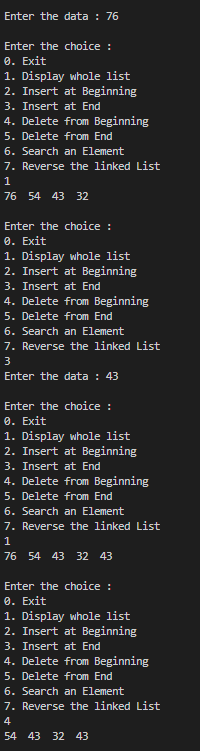 Enter the data : 76
Enter the choice :
0. Exit
1. Display whole list
2. Insert at Beginning
3. Insert at End
4. Delete from Beginning
5. Delete from End
6. Search an Element
7. Reverse the linked List
1
76  54  43  32
Enter the choice :
0. Exit
1. Display whole list
2. Insert at Beginning
3. Insert at End
4. Delete from Beginning
5. Delete from End
6. Search an Element
7. Reverse the linked List
3
Enter the data : 43
Enter the choice :
0. Exit
1. Display whole list
2. Insert at Beginning
3. Insert at End
4. Delete from Beginning
5. Delete from End
6. Search an Element
7. Reverse the linked List
1
76  54  43  32  43
Enter the choice :
0. Exit
1. Display whole list
2. Insert at Beginning
3. Insert at End
4. Delete from Beginning
5. Delete from End
6. Search an Element
7. Reverse the linked List
4
54  43  32  43